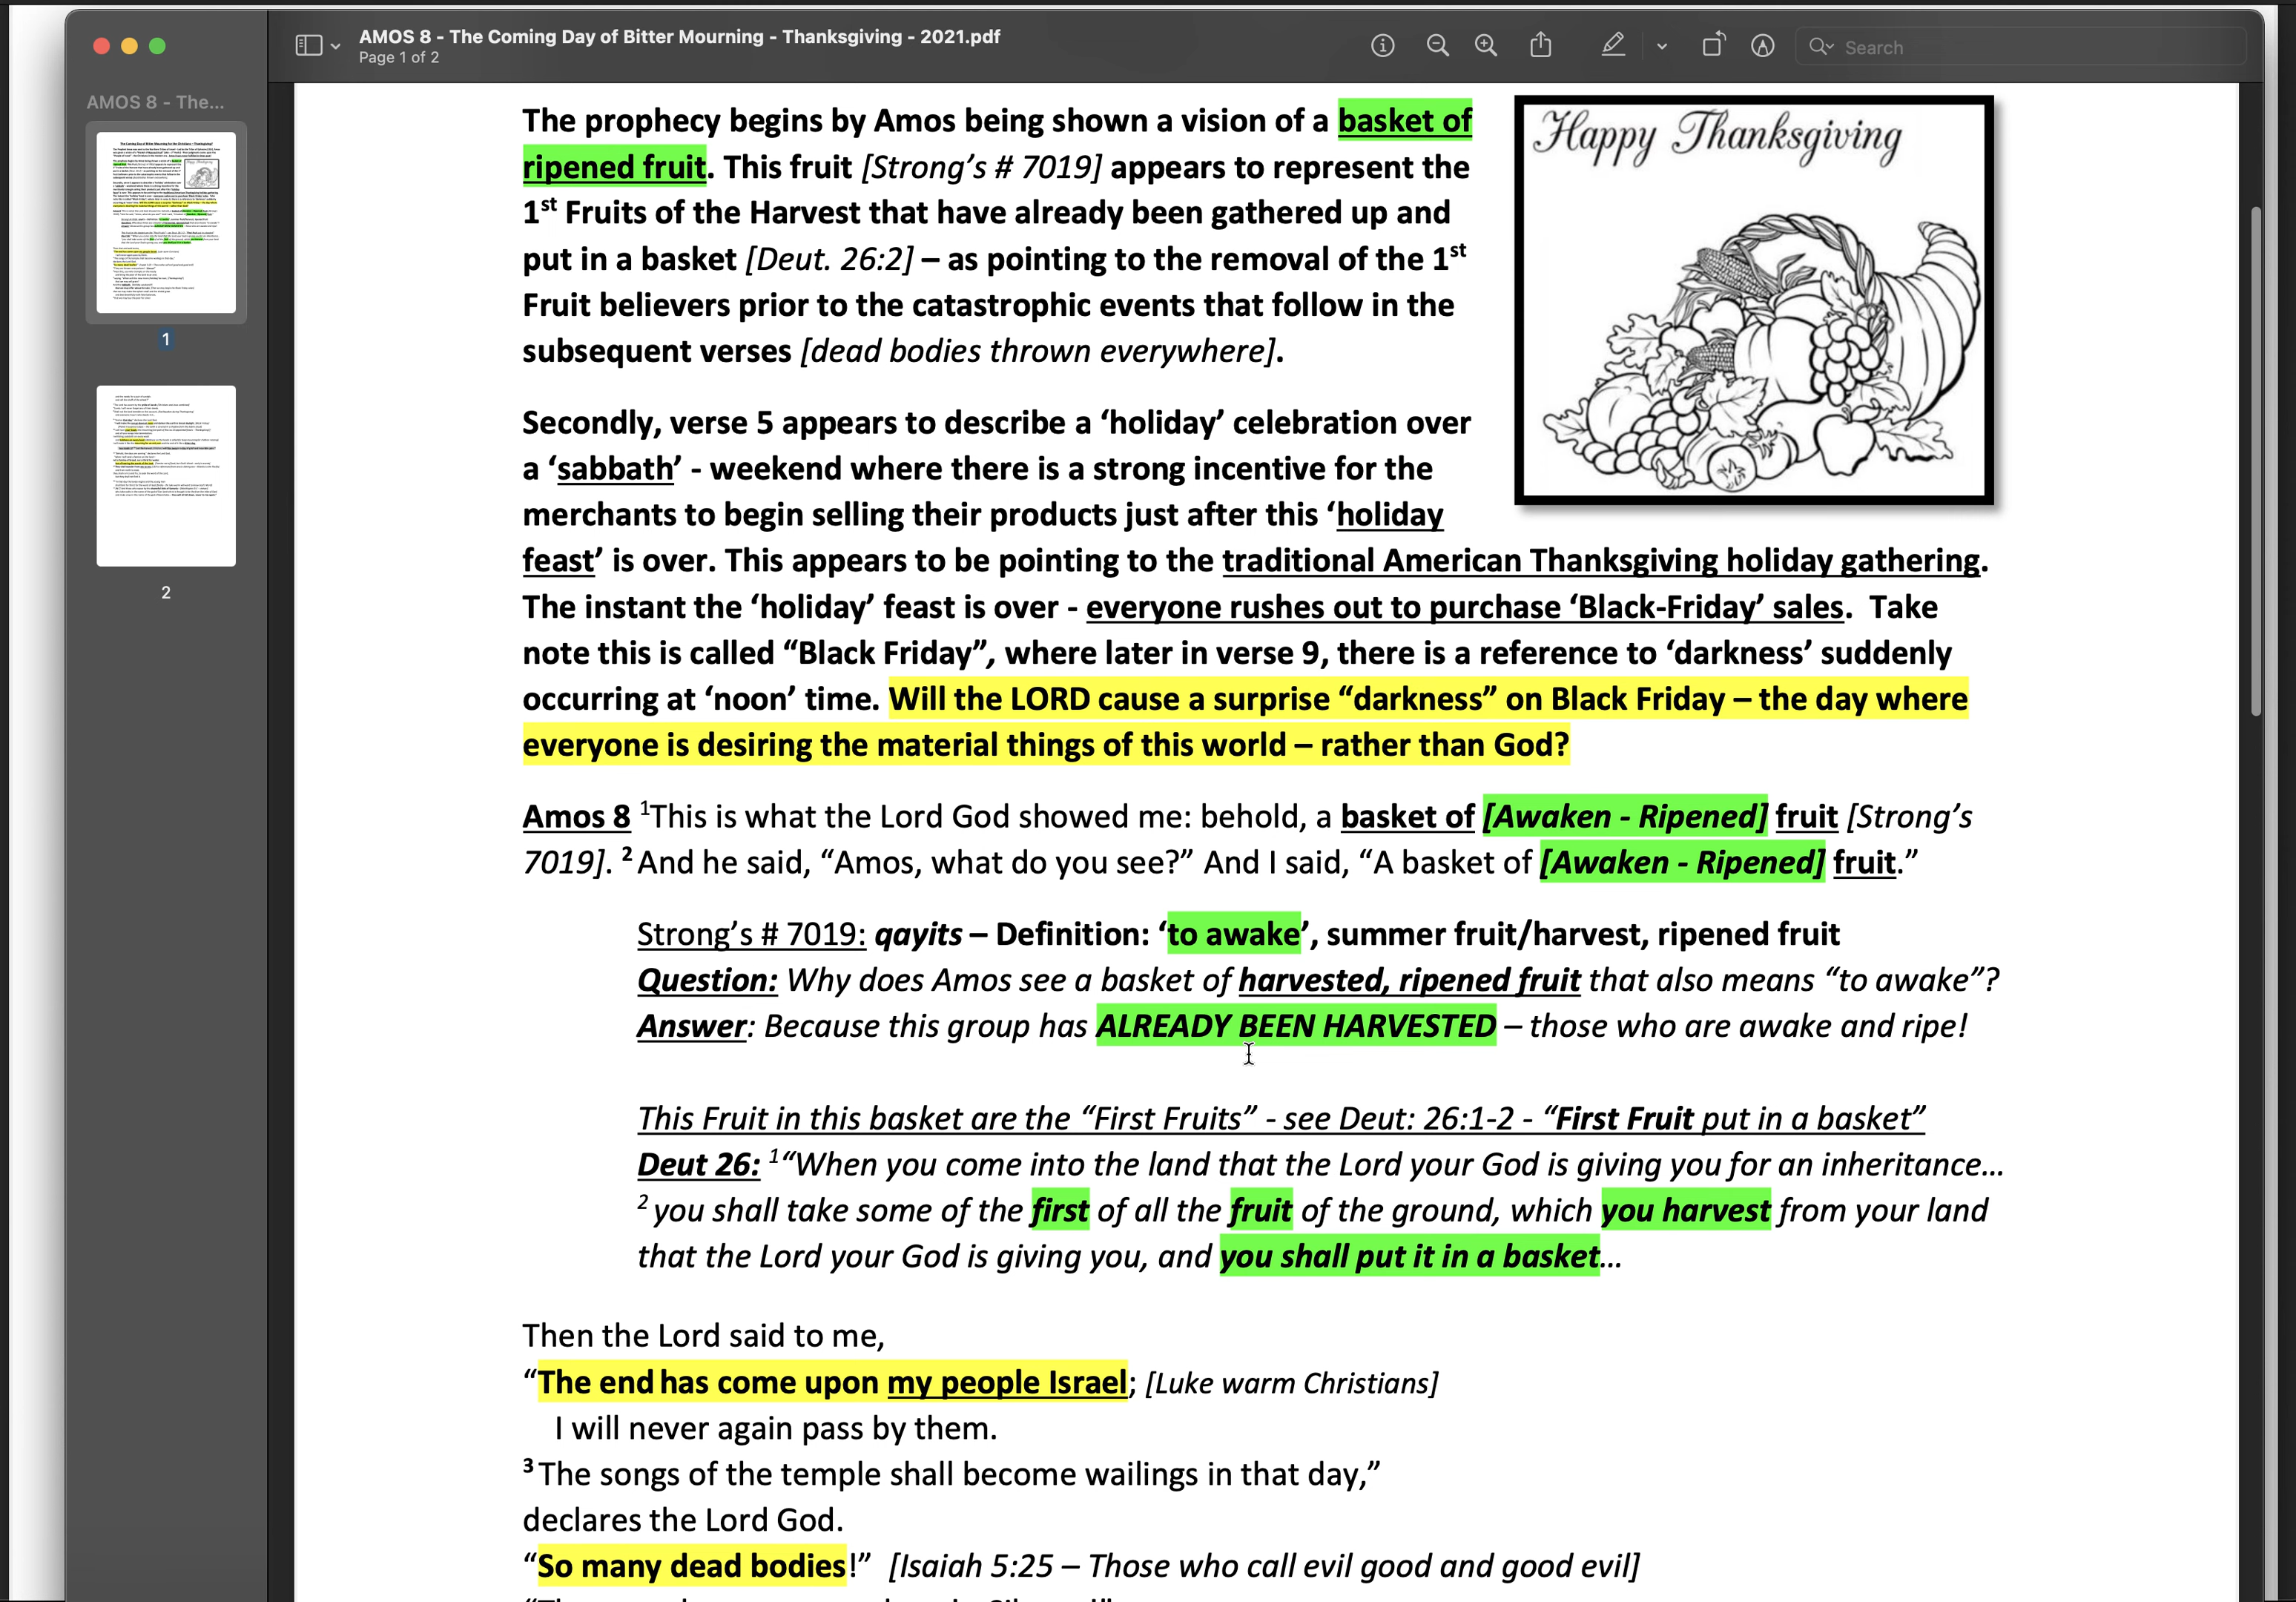 AMOS 8 - The Coming Day of Bitter Mourning - Thanksgiving - 2021.pdf
Page 1 of 2
Search
AMOS 8 - The...
1
2
The prophecy begins by Amos being shown a vision of a basket of
ripened fruit. This fruit [Strong’s # 7019] appears to represent the
1st Fruits of the Harvest that have already been gathered up and
put in a basket [Deut. 26:2] – as pointing to the removal of the 1st
Fruit believers prior to the catastrophic events that follow in the
subsequent verses [dead bodies thrown everywhere].
Happy Thanksgiving
Secondly, verse 5 appears to describe a ‘holiday’ celebration over
a ‘sabbath’ - weekend where there is a strong incentive for the
merchants to begin selling their products just after this ‘holiday
feast’ is over. This appears to be pointing to the traditional American Thanksgiving holiday gathering.
The instant the ‘holiday’ feast is over - everyone rushes out to purchase ‘Black-Friday’ sales. Take
note this is called “Black Friday”, where later in verse 9, there is a reference to ‘darkness’ suddenly
occurring at ‘noon’ time. Will the LORD cause a surprise “darkness” on Black Friday – the day where
everyone is desiring the material things of this world – rather than God?
Amos 8 1This is what the Lord God showed me: behold, a basket of [Awaken - Ripened] fruit [Strong’s
7019]. 2 And he said, “Amos, what do you see?” And I said, “A basket of [Awaken - Ripened] fruit.”
Strong’s # 7019: qayits – Definition: ‘to awake’, summer fruit/harvest, ripened fruit
Question: Why does Amos see a basket of harvested, ripened fruit that also means “to awake”?
Answer: Because this group has ALREADY BEEN HARVESTED – those who are awake and ripe!
This Fruit in this basket are the “First Fruits” - see Deut: 26:1-2 - “First Fruit put in a basket”
Deut 26: 1“When you come into the land that the Lord your God is giving you for an inheritance...
2 you shall take some of the first of all the fruit of the ground, which you harvest from your land
that the Lord your God is giving you, and you shall put it in a basket...
Then the Lord said to me,
“The end has come upon my people Israel; [Luke warm Christians]
I will never again pass by them.
3 The songs of the temple shall become wailings in that day,”
declares the Lord God.
“So many dead bodies!” [Isaiah 5:25 – Those who call evil good and good evil]